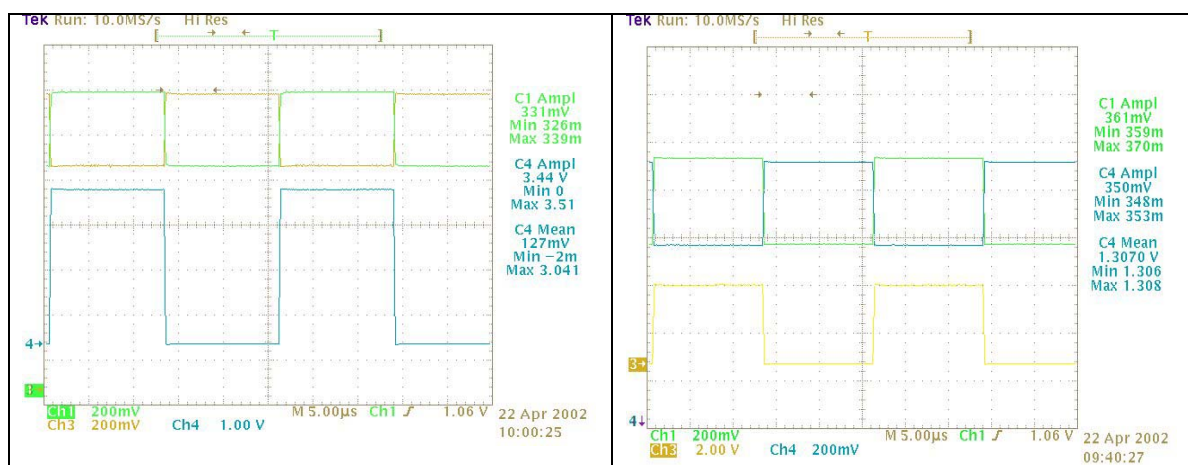 Tek Run: 10.0MS/s Hi Res
T
C1 Ampl
331mV
Min 326m
Max 339m
C4 Ampl
3.44 V
Min 0
Max 3.51
C4 Mean
127mV
Min -2m
Max 3.041
4
Ch1 200mV M 5.00µs Ch1 1.06 V
Ch3 200mV Ch4 1.00 V
22 Apr 2002
10:00:25
Tek Run: 10.0MS/s Hi Res
T
C1 Ampl
361mV
Min 359m
Max 370m
C4 Ampl
350mV
Min 348m
Max 353m
C4 Mean
1.3070 V
Min 1.306
Max 1.308
3
4
Ch1 200mV M 5.00µs Ch1 1.06 V
Ch3 2.00 V Ch4 200mV
22 Apr 2002
09:40:27